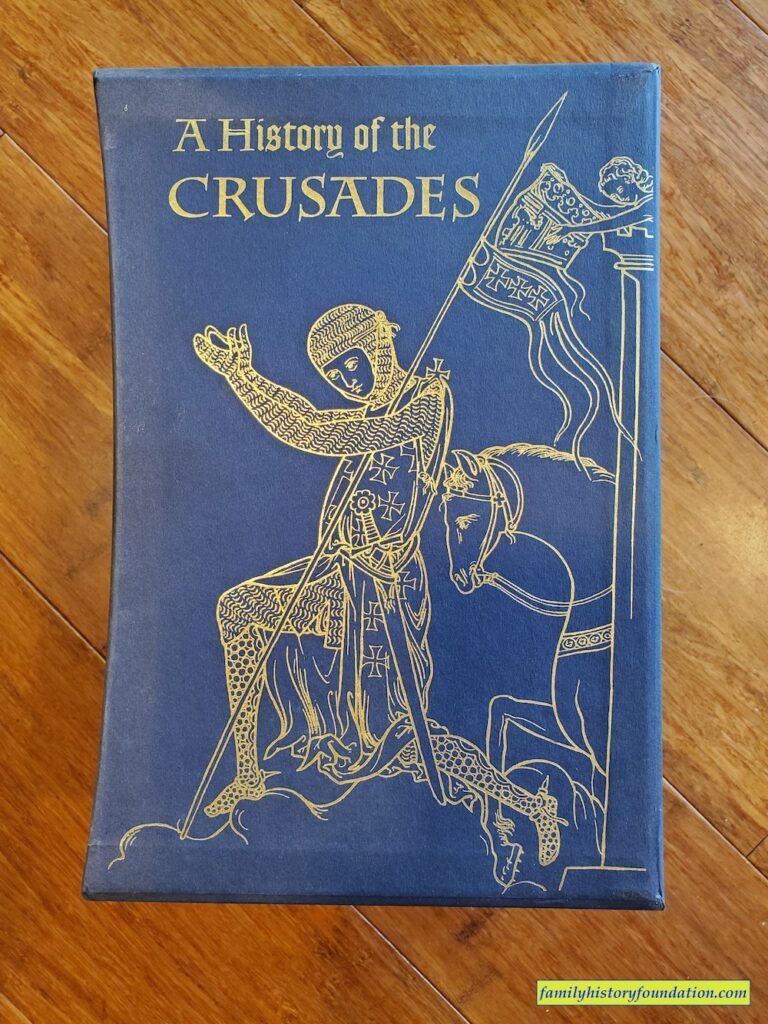 A History of the
CRUSADES
familyhistoryfoundation.com